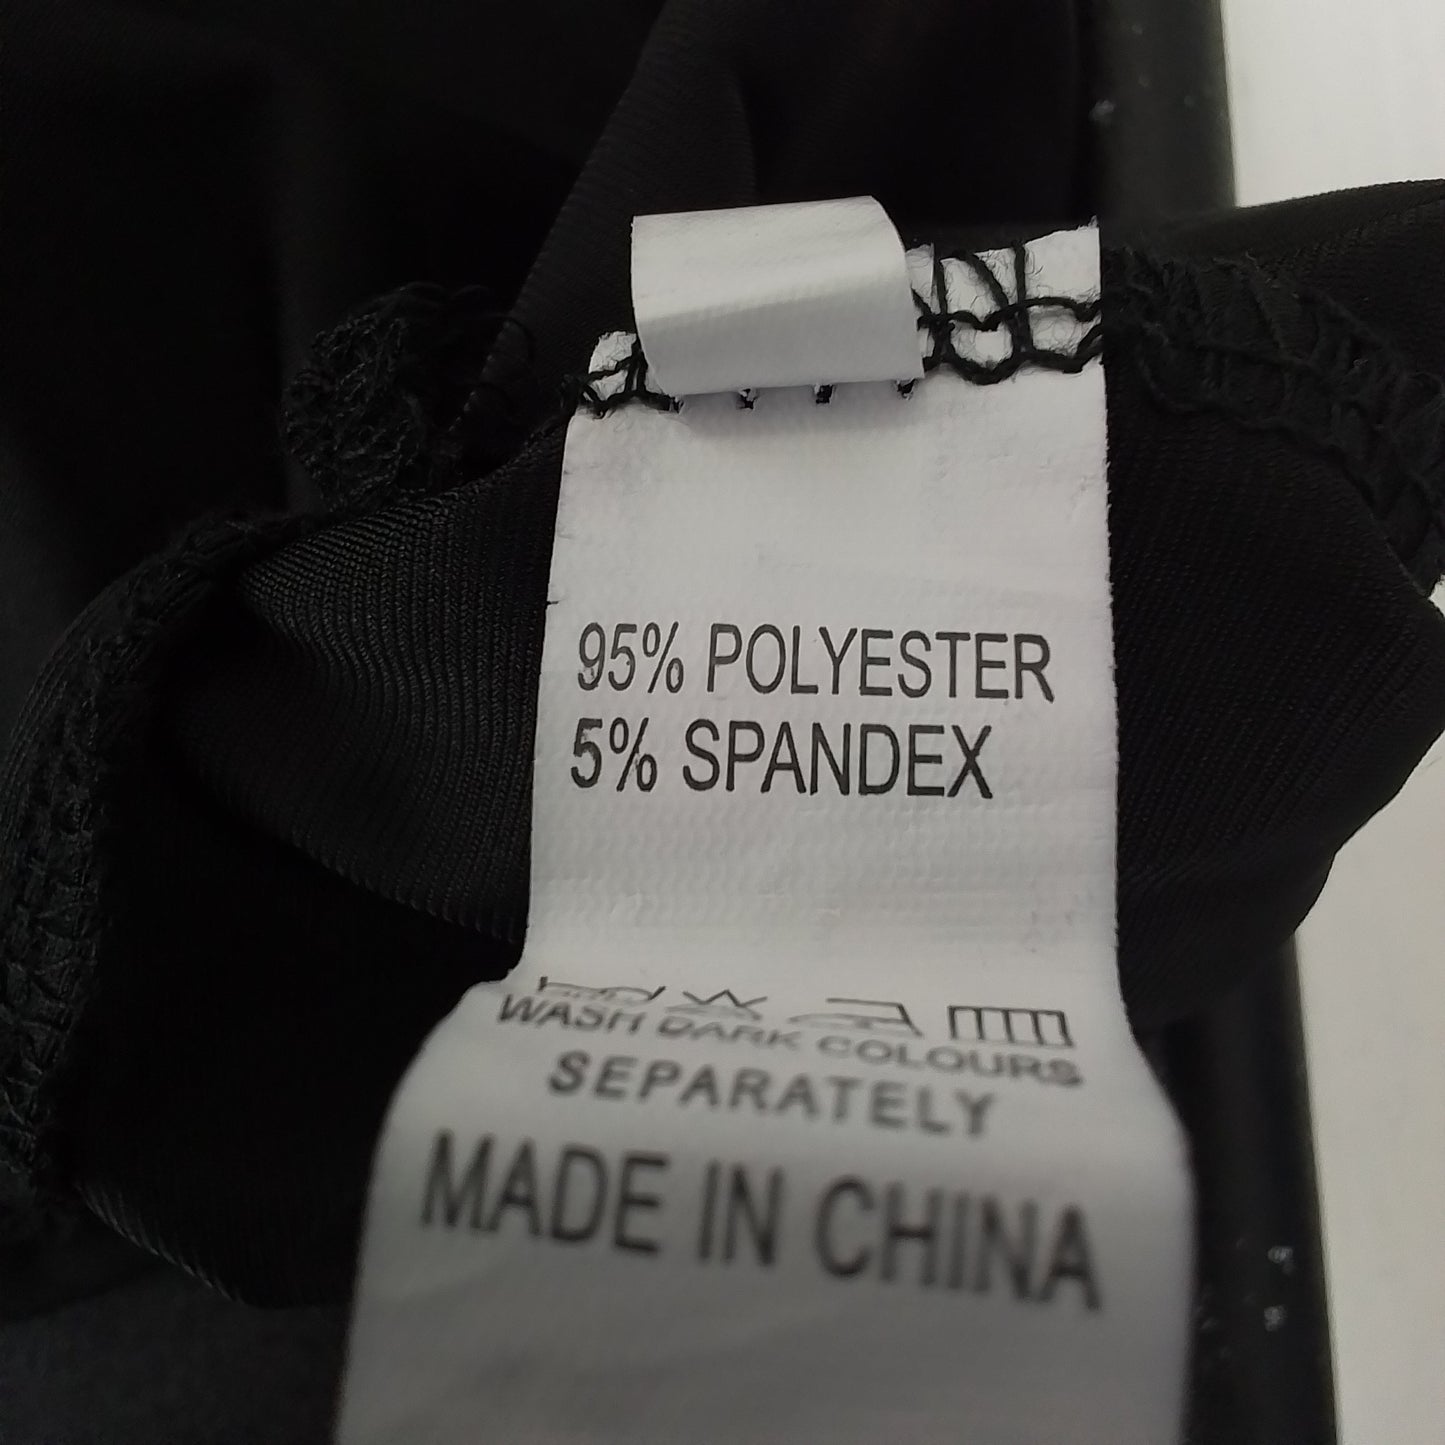 95% POLYESTER
5% SPANDEX
WASH DARK COLOURS
SEPARATELY
MADE IN CHINA